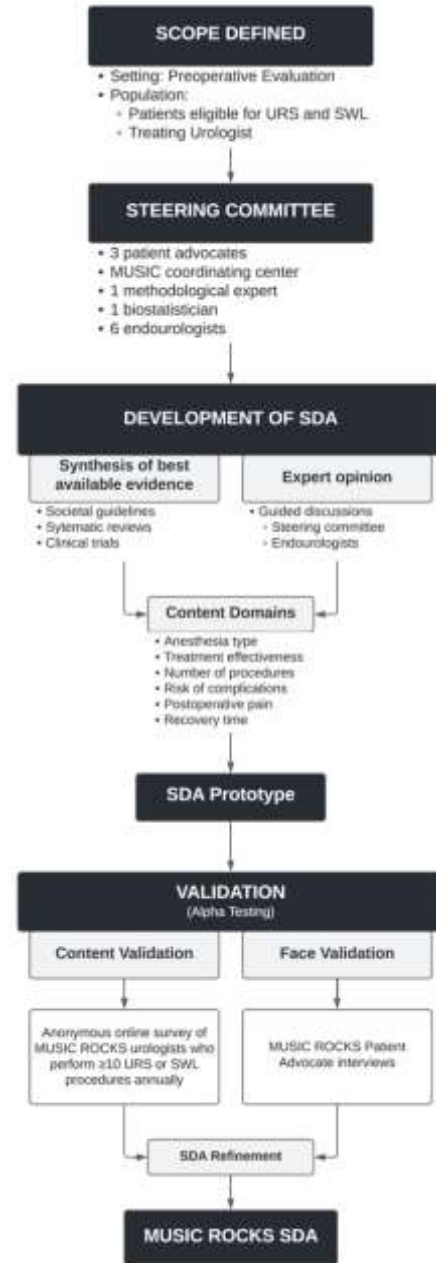 SCOPE DEFINED
• Setting: Preoperative Evaluation
• Population:
◦ Patients eligible for URS and SWL
◦ Treating Urologist
STEERING COMMITTEE
• 3 patient advocates
• MUSIC coordinating center
• 1 methodological expert
• 1 biostatistician
• 6 endourologists
DEVELOPMENT OF SDA
Synthesis of best
available evidence
• Societal guidelines
• Sytematic reviews
• Clinical trials
Expert opinion
• Guided discussions
◦ Steering committee
◦ Endourologists
Content Domains
• Anesthesia type
• Treatment effectiveness
• Number of procedures
• Risk of complications
• Postoperative pain
• Recovery time
SDA Prototype
VALIDATION
(Alpha Testing)
Content Validation
Anonymous online survey of
MUSIC ROCKS urologists who
perform ≥10 URS or SWL
procedures annually
Face Validation
MUSIC ROCKS Patient
Advocate interviews
SDA Refinement
MUSIC ROCKS SDA